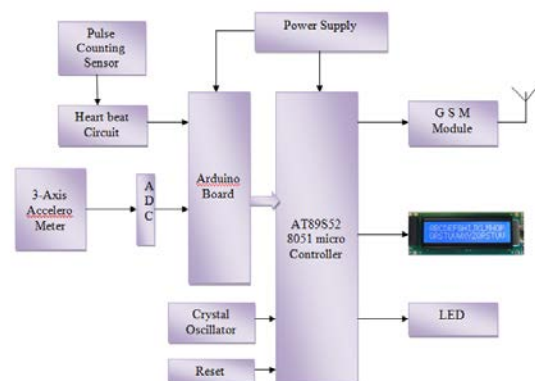 Pulse
Counting
Sensor
Power Supply
Heart beat
Circuit
G S M
Module
3-Axis
Accelero
Meter
A
D
C
Arduino
Board
AT89S52
8051 micro
Controller
Crystal
Oscillator
LED
Reset